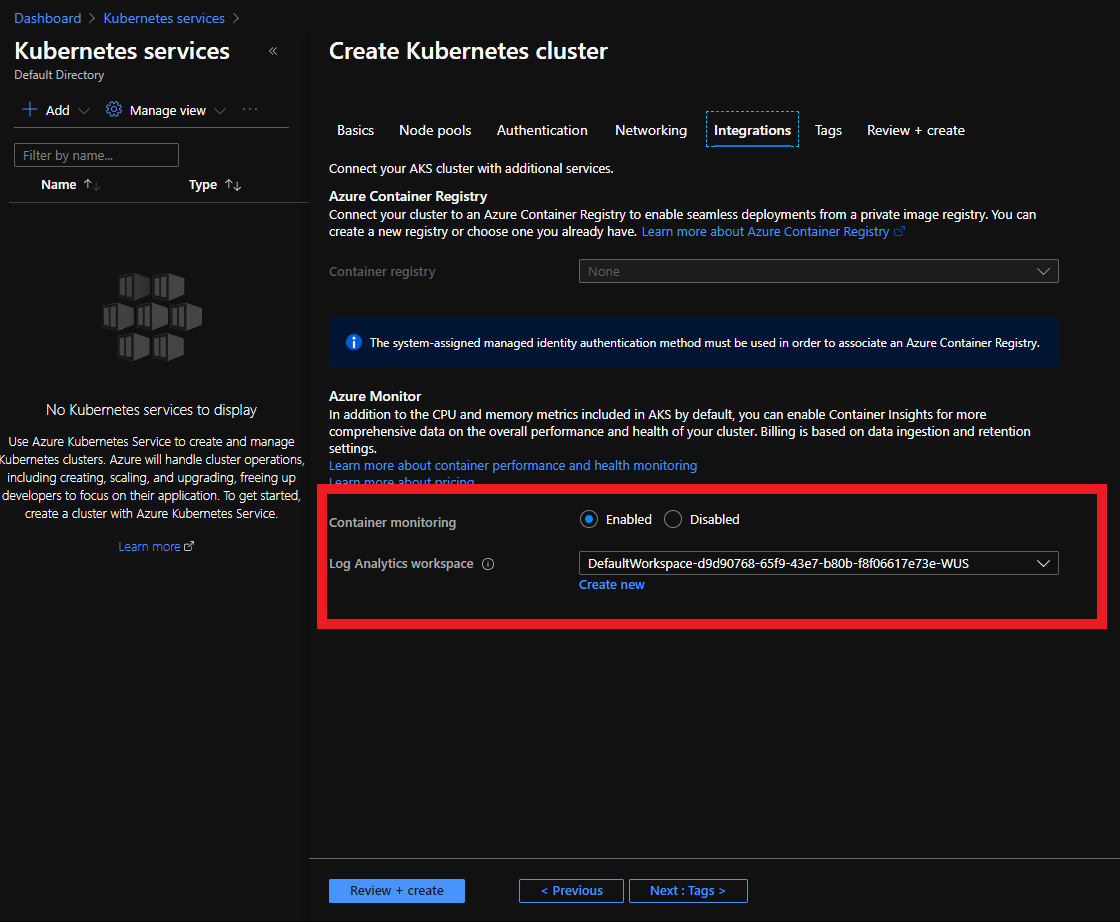 Dashboard > Kubernetes services >
Kubernetes services «
Default Directory
+ Add Manage view ...
Filter by name...
Name ↑↓ Type ↑↓
No Kubernetes services to display
Use Azure Kubernetes Service to create and manage
Kubernetes clusters. Azure will handle cluster operations,
including creating, scaling, and upgrading, freeing up
developers to focus on their application. To get started,
create a cluster with Azure Kubernetes Service.
Learn more
Create Kubernetes cluster
Basics Node pools Authentication Networking Integrations Tags Review + create
Connect your AKS cluster with additional services.
Azure Container Registry
Connect your cluster to an Azure Container Registry to enable seamless deployments from a private image registry. You can
create a new registry or choose one you already have. Learn more about Azure Container Registry
Container registry None
The system-assigned managed identity authentication method must be used in order to associate an Azure Container Registry.
Azure Monitor
In addition to the CPU and memory metrics included in AKS by default, you can enable Container Insights for more
comprehensive data on the overall performance and health of your cluster. Billing is based on data ingestion and retention
settings.
Learn more about container performance and health monitoring
Learn more about pricing
Container monitoring Enabled Disabled
Log Analytics workspace DefaultWorkspace-d9d90768-65f9-43e7-b80b-f8f06617e73e-WUS
Create new
Review + create < Previous Next : Tags >